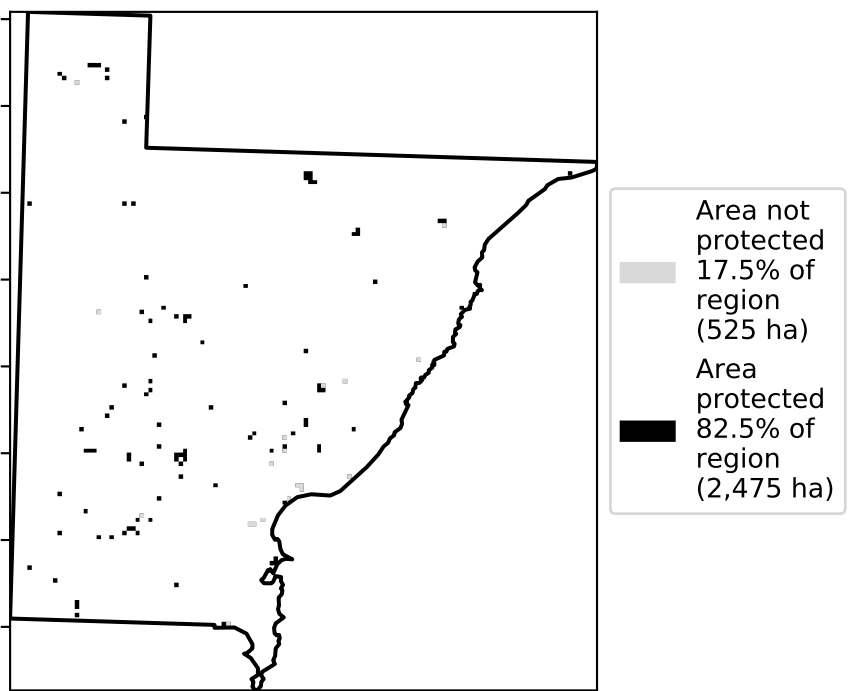 Area not
protected
17.5% of
region
(525 ha)
Area
protected
82.5% of
region
(2,475 ha)